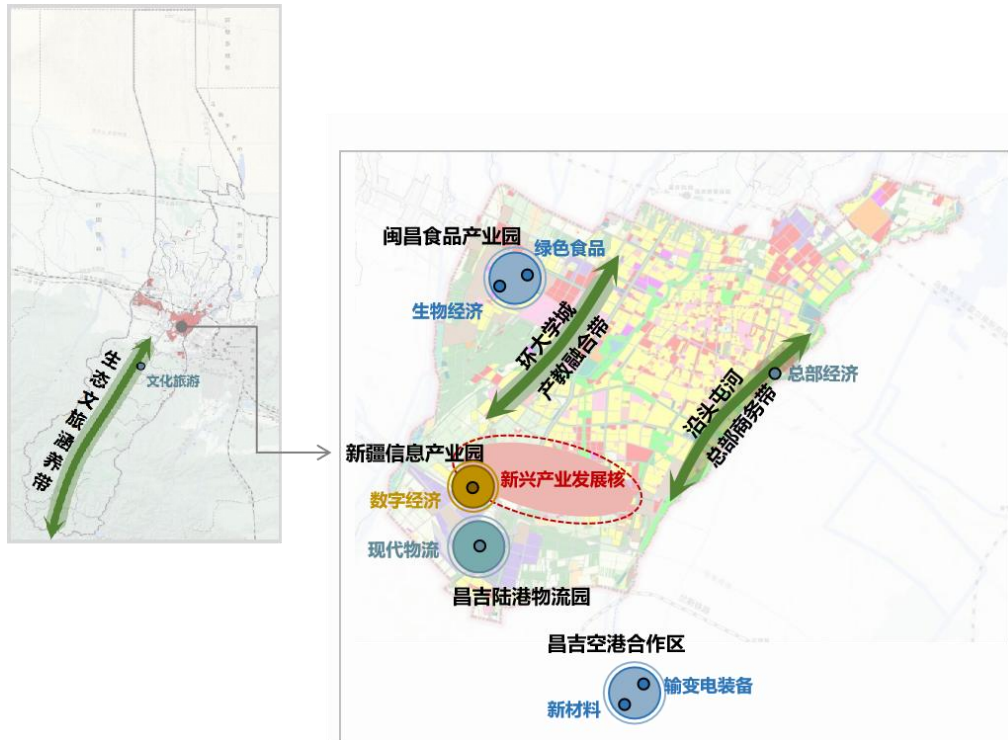 生态文旅涵养带
文化旅游
闽昌食品产业园
绿色食品
生物经济
环大学城
产教融合带
沿头屯河
总部商务带
总部经济
新疆信息产业园
新兴产业发展核
数字经济
现代物流
昌吉陆港物流园
昌吉空港合作区
输变电装备
新材料